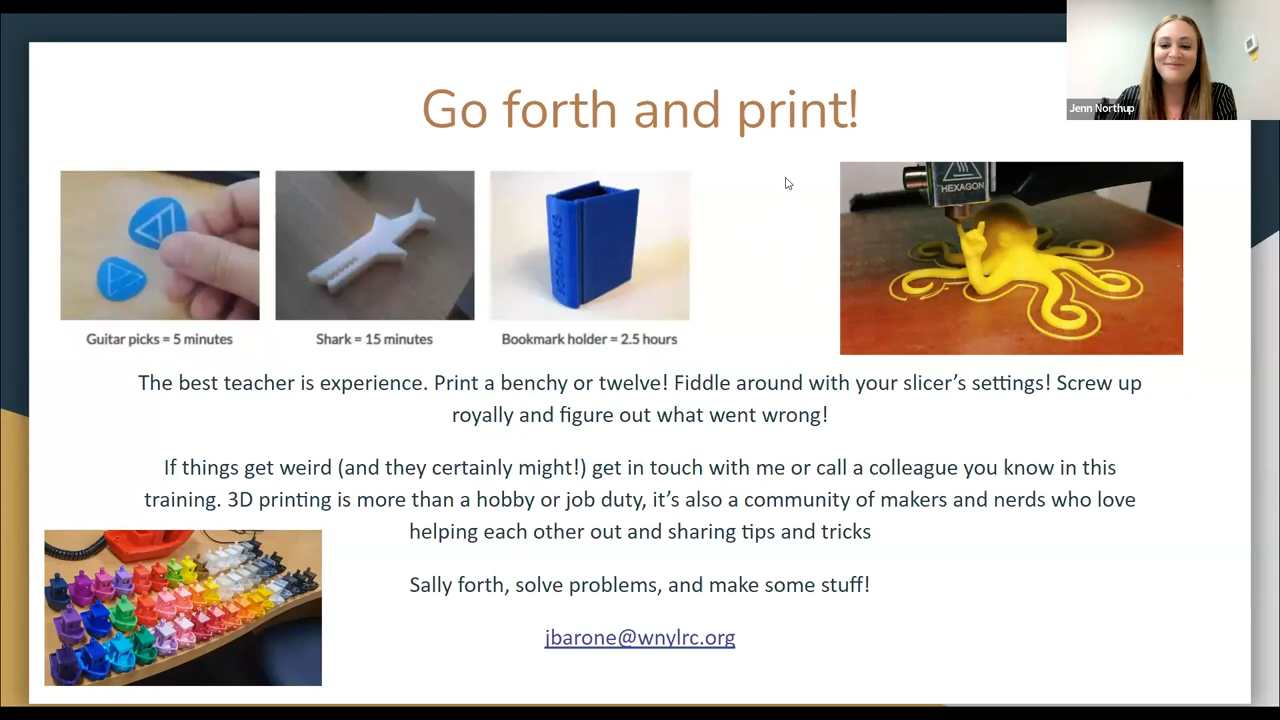 Go forth and print!
Jenn Northup
HEXAGON
BOOKMARKS
Guitar picks = 5 minutes
Shark = 15 minutes
Bookmark holder = 2.5 hours
The best teacher is experience. Print a benchy or twelve! Fiddle around with your slicer’s settings! Screw up
royally and figure out what went wrong!
If things get weird (and they certainly might!) get in touch with me or call a colleague you know in this
training. 3D printing is more than a hobby or job duty, it’s also a community of makers and nerds who love
helping each other out and sharing tips and tricks
Sally forth, solve problems, and make some stuff!
jbarone@wnylrc.org